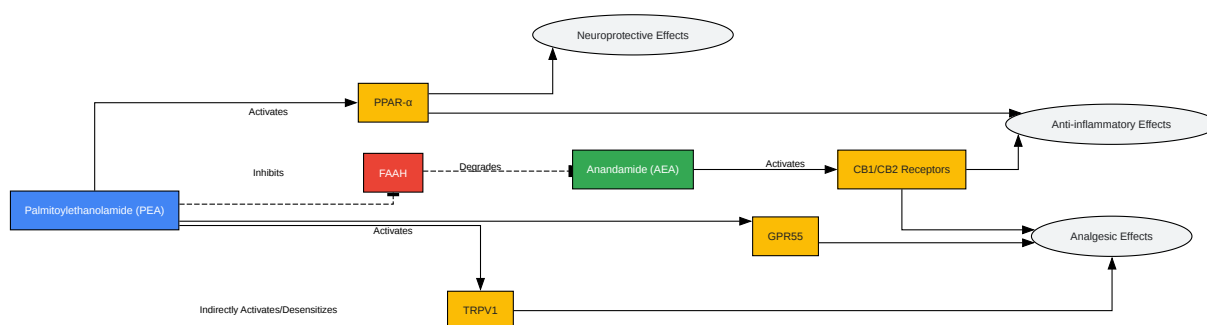 Neuroprotective Effects
PPAR-α
Activates
Anti-inflammatory Effects
Degrades
Activates
Inhibits
FAAH
Anandamide (AEA)
CB1/CB2 Receptors
Palmitoylethanolamide (PEA)
Activates
GPR55
Analgesic Effects
Indirectly Activates/Desensitizes
TRPV1